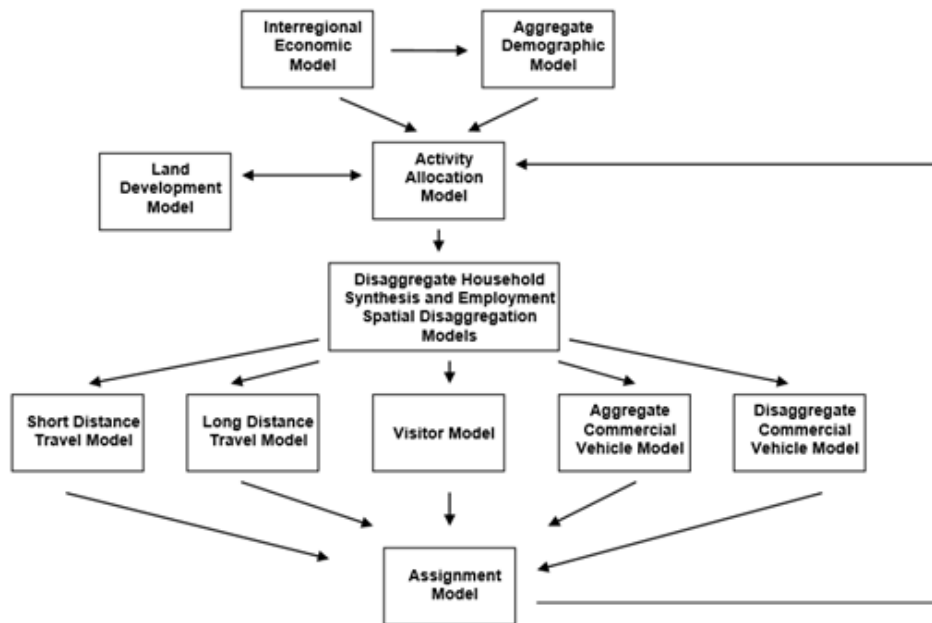 Interregional
Economic
Model
Aggregate
Demographic
Model
Land
Development
Model
Activity
Allocation
Model
Disaggregate Household
Synthesis and Employment
Spatial Disaggregation
Models
Short Distance
Travel Model
Long Distance
Travel Model
Visitor Model
Aggregate
Commercial
Vehicle Model
Disaggregate
Commercial
Vehicle Model
Assignment
Model